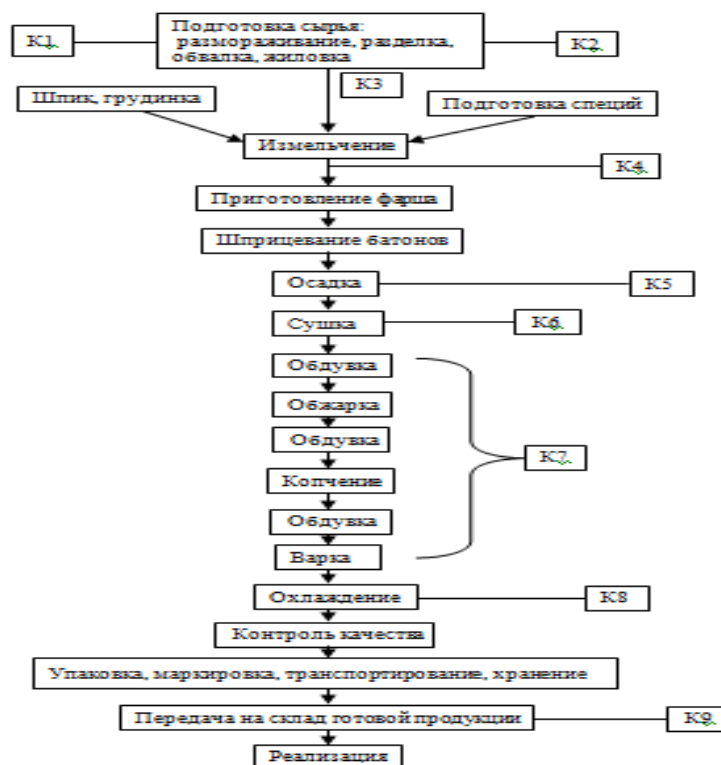 К1.
Подготовка сырья:
размораживание, разделка,
обвалка, жиловка
К2.
К3
Шпик, грудинка
Подготовка специй
Измельчение
К4.
Приготовление фарша
Шприцевание батонов
Осадка
К5
Сушка
К6.
Обдувка
Обжарка
Обдувка
К7.
Копчение
Обдувка
Варка
Охлаждение
К8
Контроль качества
Упаковка, маркировка, транспортирование, хранение
Передача на склад готовой продукции
К9.
Реализация